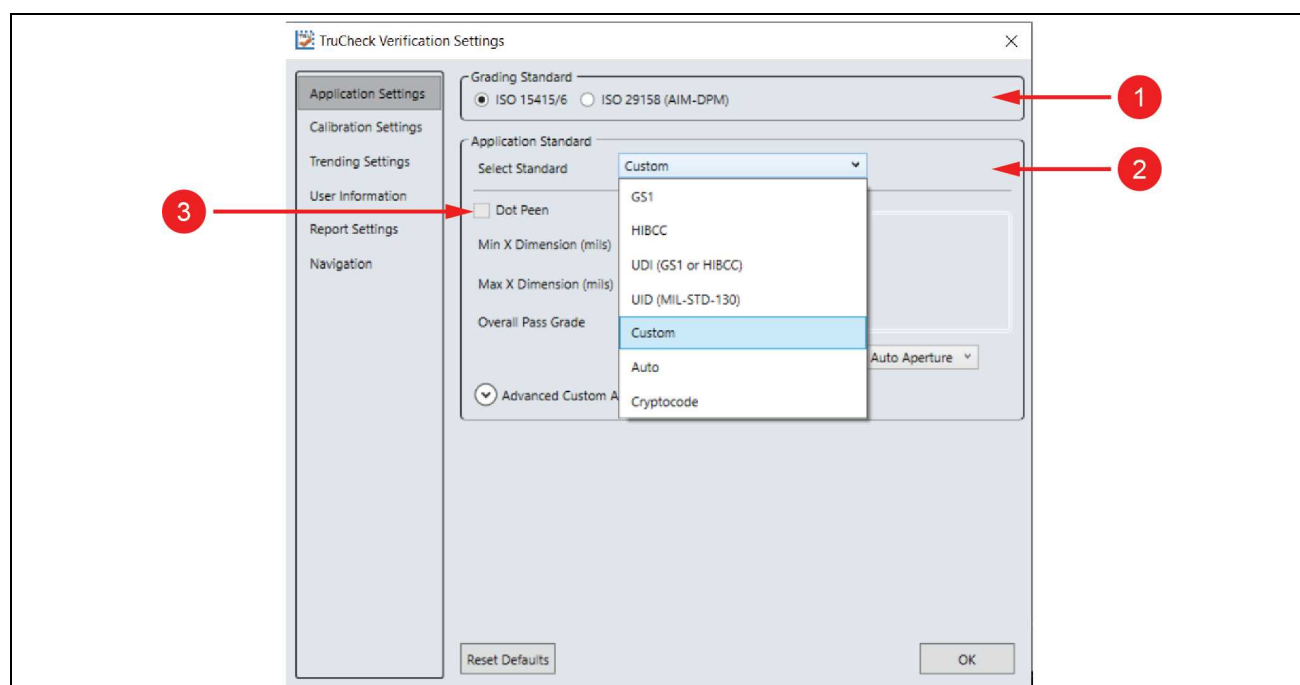 TruCheck Verification Settings
Application Settings
Calibration Settings
Trending Settings
User Information
Report Settings
Navigation
Grading Standard
ISO 15415/6 ISO 29158 (AIM-DPM)
1
Application Standard
Select Standard Custom
2
GS1
HIBCC
UDI (GS1 or HIBCC)
UID (MIL-STD-130)
Custom
Auto
Cryptocode
3
Dot Peen
Min X Dimension (mils)
Max X Dimension (mils)
Overall Pass Grade
Auto Aperture
Advanced Custom A
Reset Defaults
OK